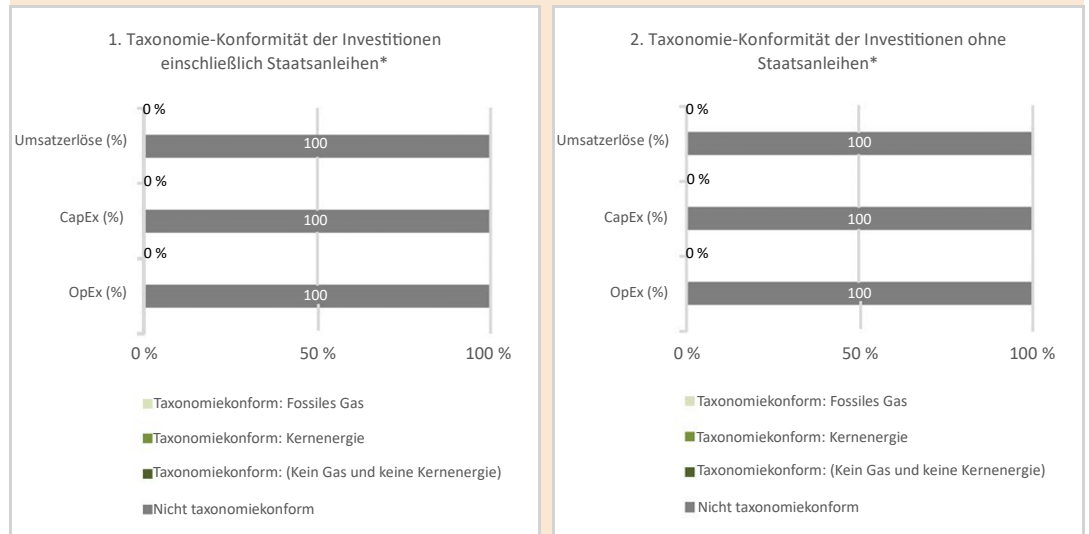 1. Taxonomie-Konformität der Investitionen
einschließlich Staatsanleihen*
0 %
Umsatzerlöse (%)
100
0 %
CapEx (%)
100
0 %
OpEx (%)
100
0 %
50 %
100 %
Taxonomiekonform: Fossiles Gas
Taxonomiekonform: Kernenergie
Taxonomiekonform: (Kein Gas und keine Kernenergie)
Nicht taxonomiekonform
2. Taxonomie-Konformität der Investitionen ohne
Staatsanleihen*
0 %
Umsatzerlöse (%)
100
0 %
CapEx (%)
100
0 %
OpEx (%)
100
0 %
50 %
100 %
Taxonomiekonform: Fossiles Gas
Taxonomiekonform: Kernenergie
Taxonomiekonform: (Kein Gas und keine Kernenergie)
Nicht taxonomiekonform